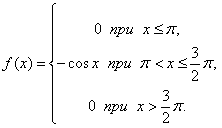 0 при x ≤ π,
f(x) = { − cos x при π < x ≤ 3/2 π,
0 при x > 3/2 π.